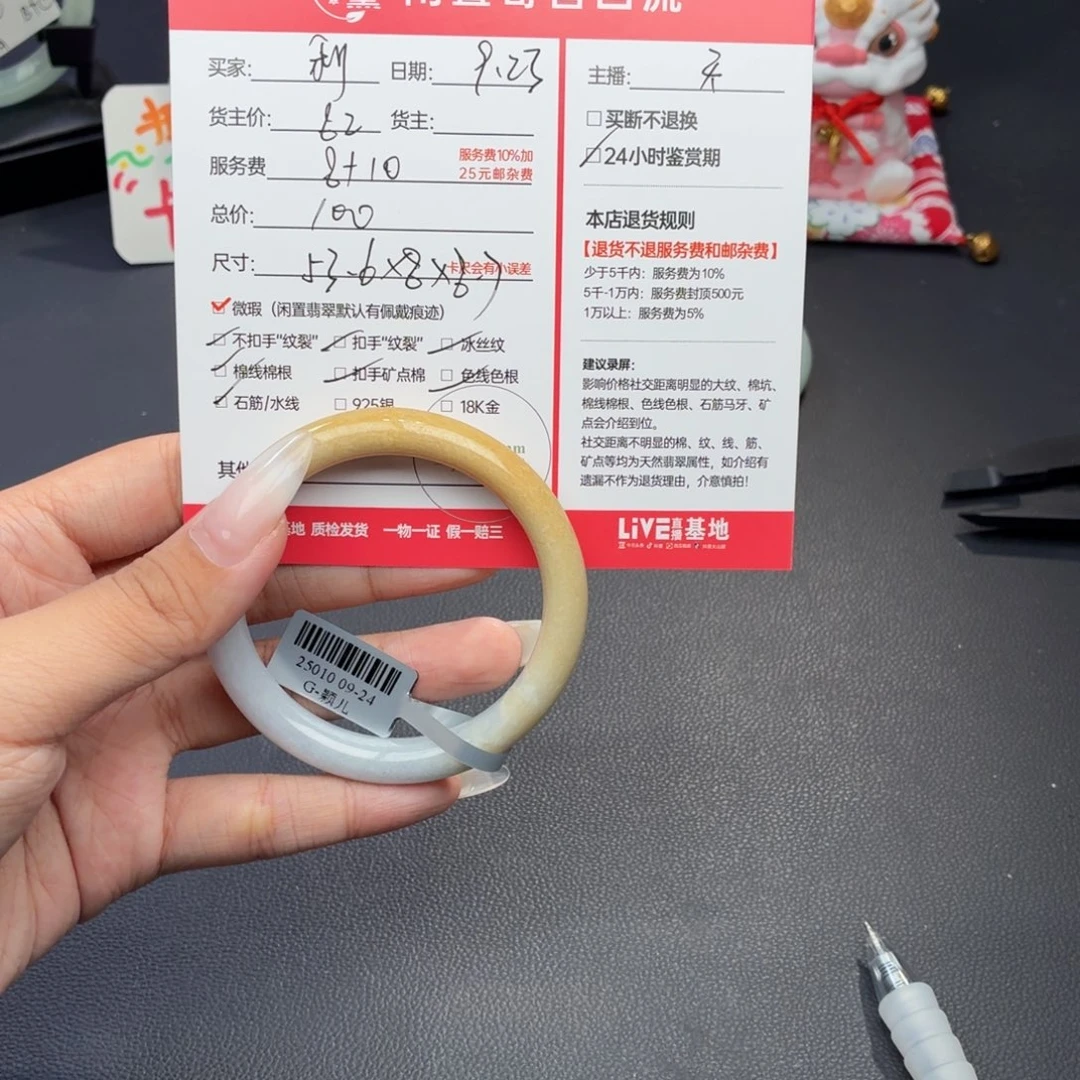 闲置寄售回流
买家: 利 日期: 9.23
主播: 天
货主价: 82 货主:
□买断不退换
服务费 8+10 服务费10%加
25元邮杂费
□24小时鉴赏期
总价: 100
尺寸: 53.6×8×8.7 卡尺会有小误差
微瑕（闲置翡翠默认有佩戴痕迹）
□不扣手"纹裂" □扣手"纹裂" □冰丝纹
□棉线棉根 □扣手矿点棉 □色线色根
□石筋/水线 □925银 □18K金
其他
本店退货规则
【退货不退服务费和邮杂费】
少于5千内：服务费为10%
5千-1万内：服务费封顶500元
1万以上：服务费为5%
建议录屏：
影响价格社交距离明显的大纹、棉坑、
棉线棉根、色线色根、石筋马牙、矿
点会介绍到位。
社交距离不明显的棉、纹、线、筋、
矿点等均为天然翡翠属性，如介绍有
遗漏不作为退货理由，介意慎拍！
基地 质检发货 一物一证 假一赔三
LiVE直播基地
25010 09-24
G-颖儿